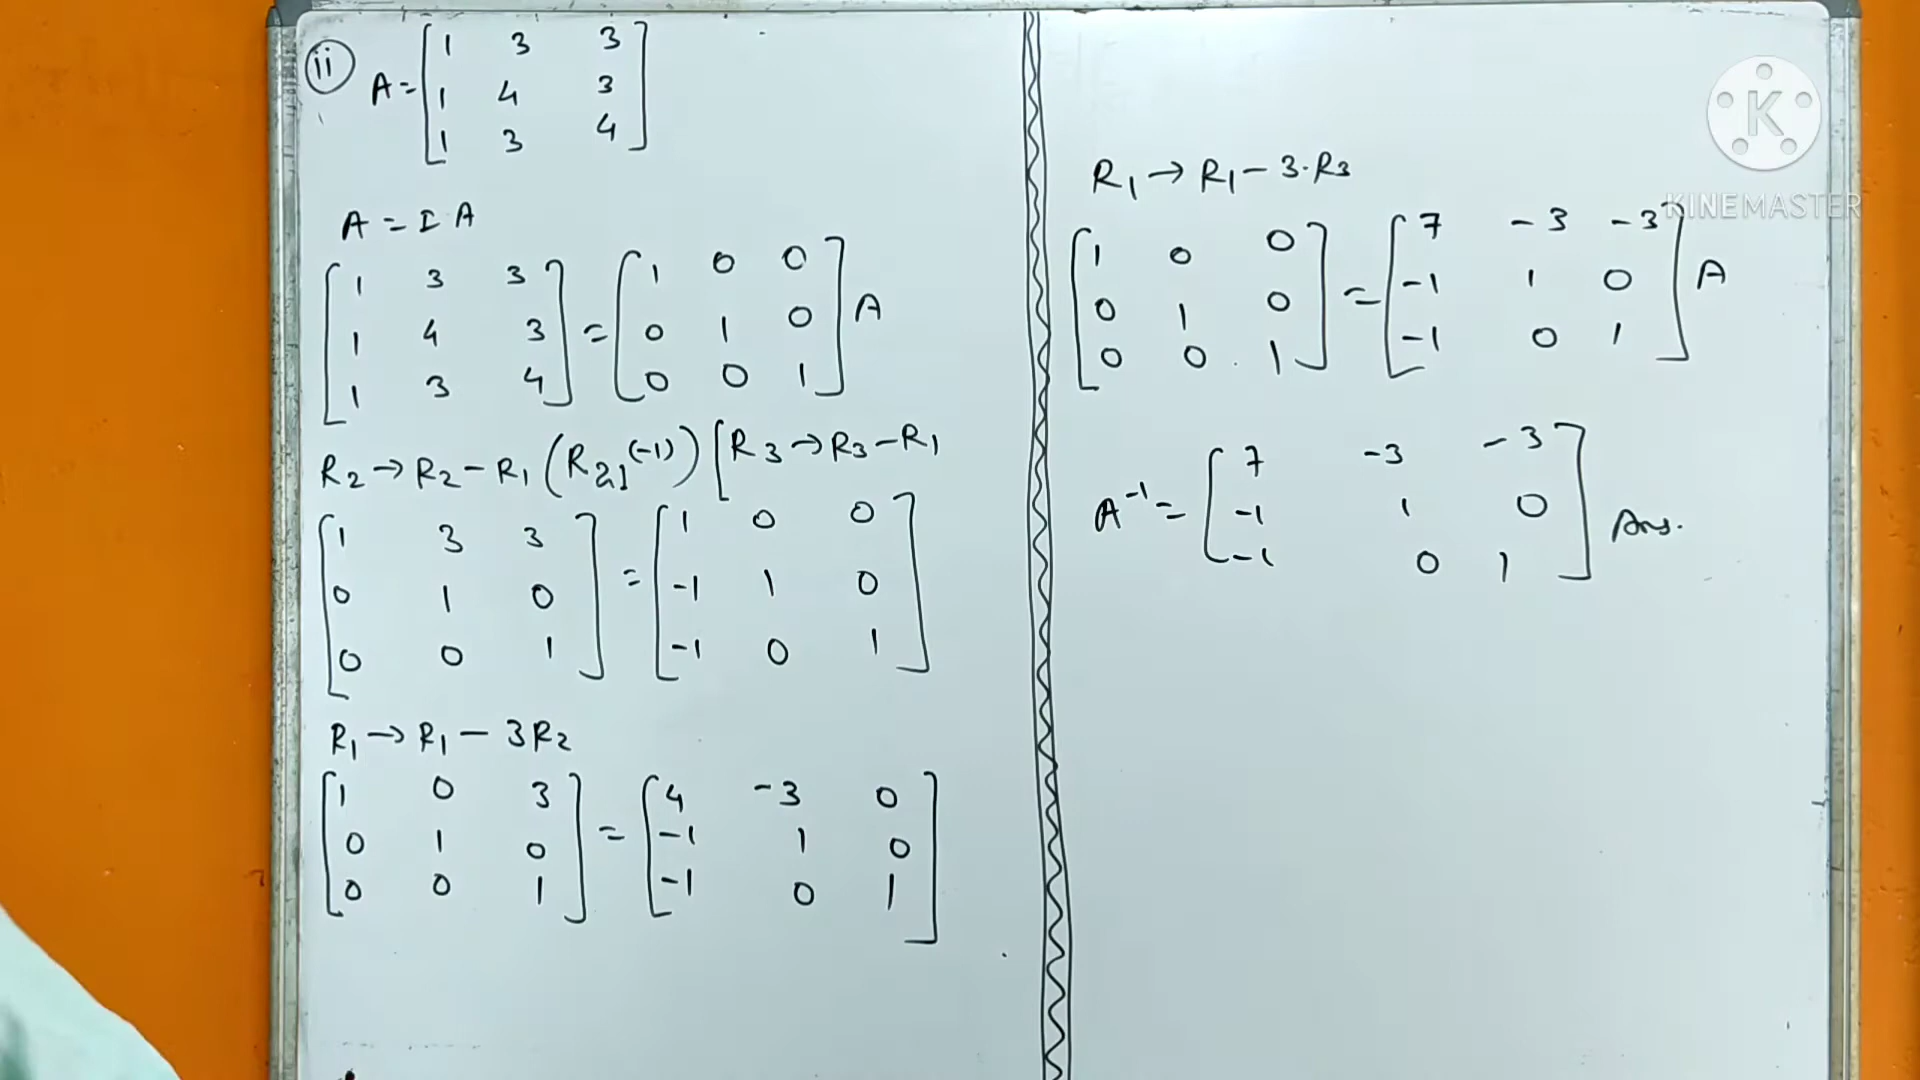 ii A = [1 3 3
1 4 3
1 3 4]
A = I A
[1 3 3
1 4 3
1 3 4] = [1 0 0
0 1 0
0 0 1] A
R2 → R2 - R1 (R21(-1)) [R3 → R3 - R1
[1 3 3
0 1 0
0 0 1] = [1 0 0
-1 1 0
-1 0 1]
R1 → R1 - 3R2
[1 0 3
0 1 0
0 0 1] = [4 -3 0
-1 1 0
-1 0 1]
R1 → R1 - 3·R3
[1 0 0
0 1 0
0 0 1] = [7 -3 -3
-1 1 0
-1 0 1] A
A⁻¹ = [7 -3 -3
-1 1 0
-1 0 1] Ans.
K
KINEMASTER